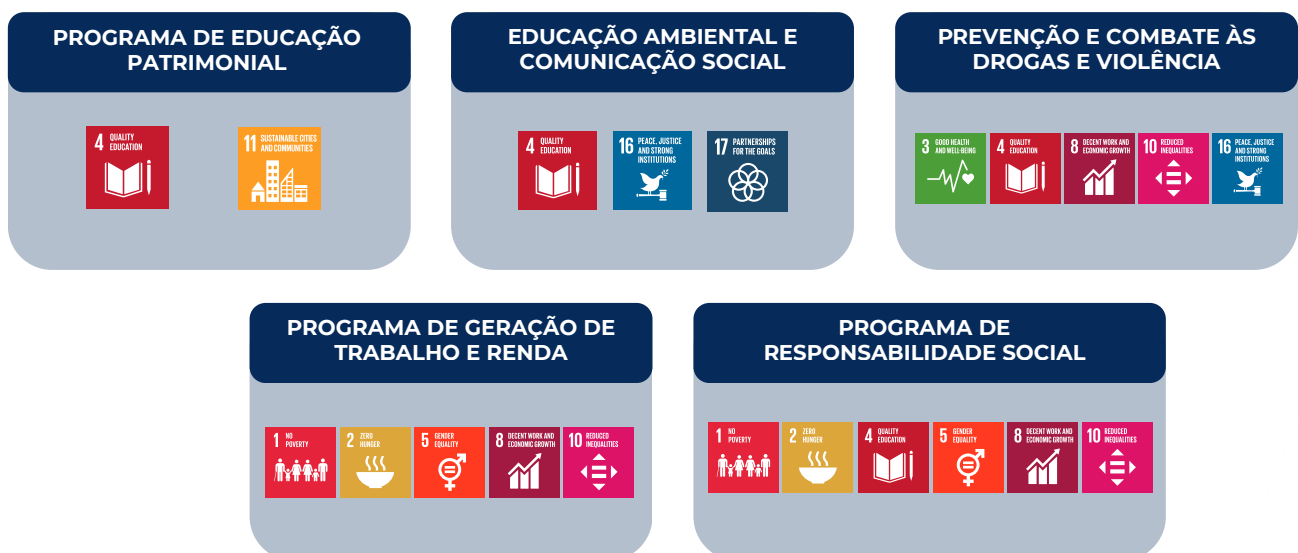 PROGRAMA DE EDUCAÇÃO
PATRIMONIAL
4 QUALITY
EDUCATION
11 SUSTAINABLE CITIES
AND COMMUNITIES
EDUCAÇÃO AMBIENTAL E
COMUNICAÇÃO SOCIAL
4 QUALITY
EDUCATION
16 PEACE, JUSTICE
AND STRONG
INSTITUTIONS
17 PARTNERSHIPS
FOR THE GOALS
PREVENÇÃO E COMBATE ÀS
DROGAS E VIOLÊNCIA
3 GOOD HEALTH
AND WELL-BEING
4 QUALITY
EDUCATION
8 DECENT WORK AND
ECONOMIC GROWTH
10 REDUCED
INEQUALITIES
16 PEACE, JUSTICE
AND STRONG
INSTITUTIONS
PROGRAMA DE GERAÇÃO DE
TRABALHO E RENDA
1 NO
POVERTY
2 ZERO
HUNGER
5 GENDER
EQUALITY
8 DECENT WORK AND
ECONOMIC GROWTH
10 REDUCED
INEQUALITIES
PROGRAMA DE
RESPONSABILIDADE SOCIAL
1 NO
POVERTY
2 ZERO
HUNGER
4 QUALITY
EDUCATION
5 GENDER
EQUALITY
8 DECENT WORK AND
ECONOMIC GROWTH
10 REDUCED
INEQUALITIES